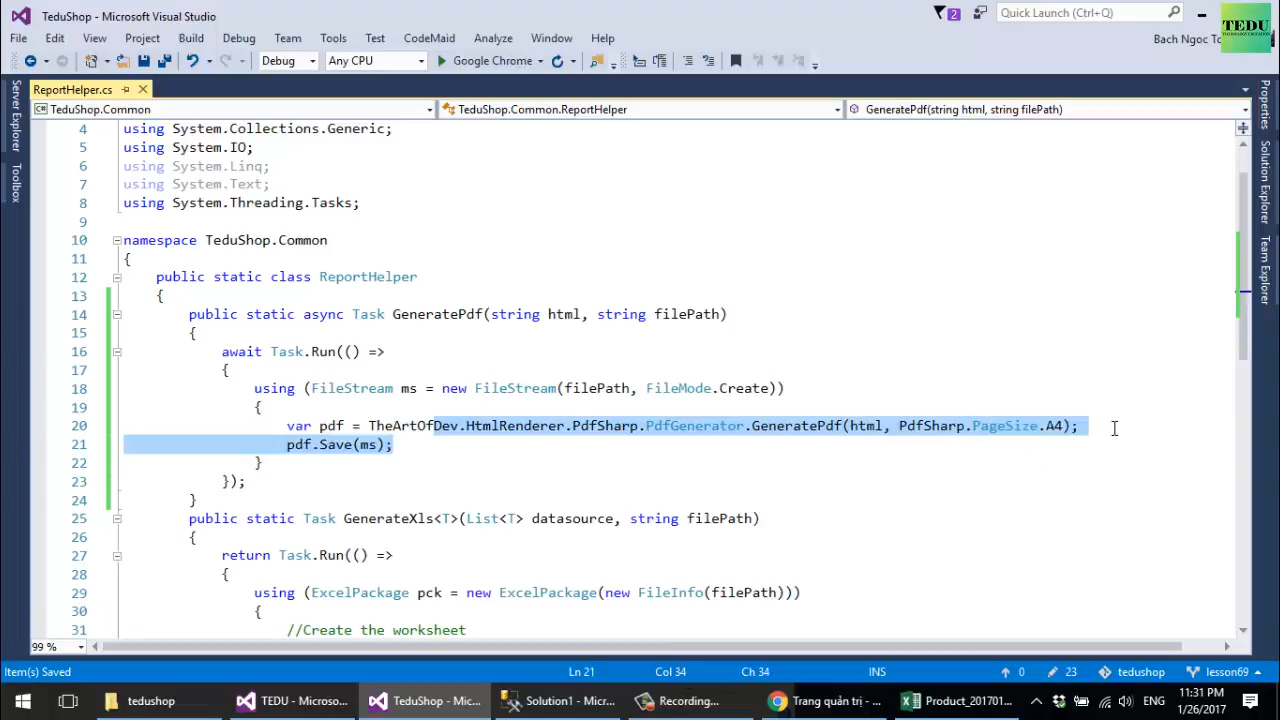 TeduShop - Microsoft Visual Studio
2
Quick Launch (Ctrl+Q)
TEDU
File Edit View Project Build Debug Team Tools Test CodeMaid Analyze Window Help
Bach Ngoc To
Debug Any CPU Google Chrome
ReportHelper.cs
TeduShop.Common TeduShop.Common.ReportHelper GeneratePdf(string html, string filePath)
Server Explorer
Toolbox
Properties
Solution Explorer
Team Explorer
4 using System.Collections.Generic;
5 using System.IO;
6 using System.Linq;
7 using System.Text;
8 using System.Threading.Tasks;
9
10 namespace TeduShop.Common
11 {
12 public static class ReportHelper
13 {
14 public static async Task GeneratePdf(string html, string filePath)
15 {
16 await Task.Run(() =>
17 {
18 using (FileStream ms = new FileStream(filePath, FileMode.Create))
19 {
20 var pdf = TheArtOfDev.HtmlRenderer.PdfSharp.PdfGenerator.GeneratePdf(html, PdfSharp.PageSize.A4);
21 pdf.Save(ms);
22 }
23 });
24 }
25 public static Task GenerateXls<T>(List<T> datasource, string filePath)
26 {
27 return Task.Run(() =>
28 {
29 using (ExcelPackage pck = new ExcelPackage(new FileInfo(filePath)))
30 {
31 //Create the worksheet
99 %
Item(s) Saved Ln 21 Col 34 Ch 34 INS 0 23 tedushop lesson69
tedushop TEDU - Microso... TeduShop - Mic... Solution1 - Micr... Recording... Trang quản trị - ... Product_201701... ENG 11:31 PM
1/26/2017